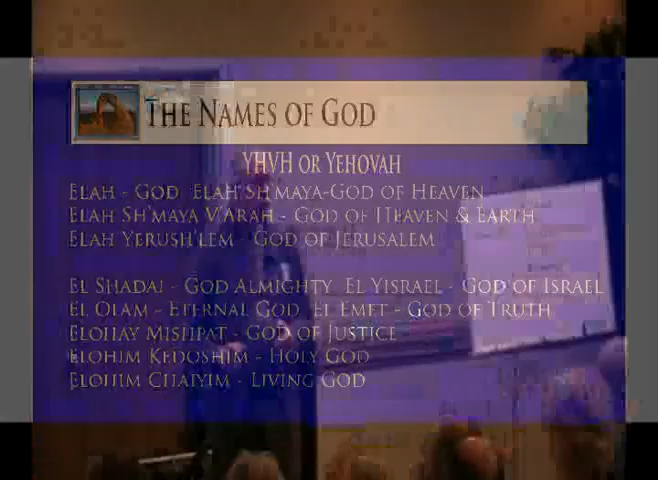 The Names of God
YHVH or Yehovah
Elah - God Elah Sh'maya-God of Heaven
Elah Sh'maya V'Arah - God of Heaven & Earth
Elah Yerush'lem - God of Jerusalem
El Shadai - God Almighty El Yisrael - God of Israel
El Olam - Eternal God El Emet - God of Truth
Elohay Mishpat - God of Justice
Elohim Kedoshim - Holy God
Elohim Chaiyim - Living God